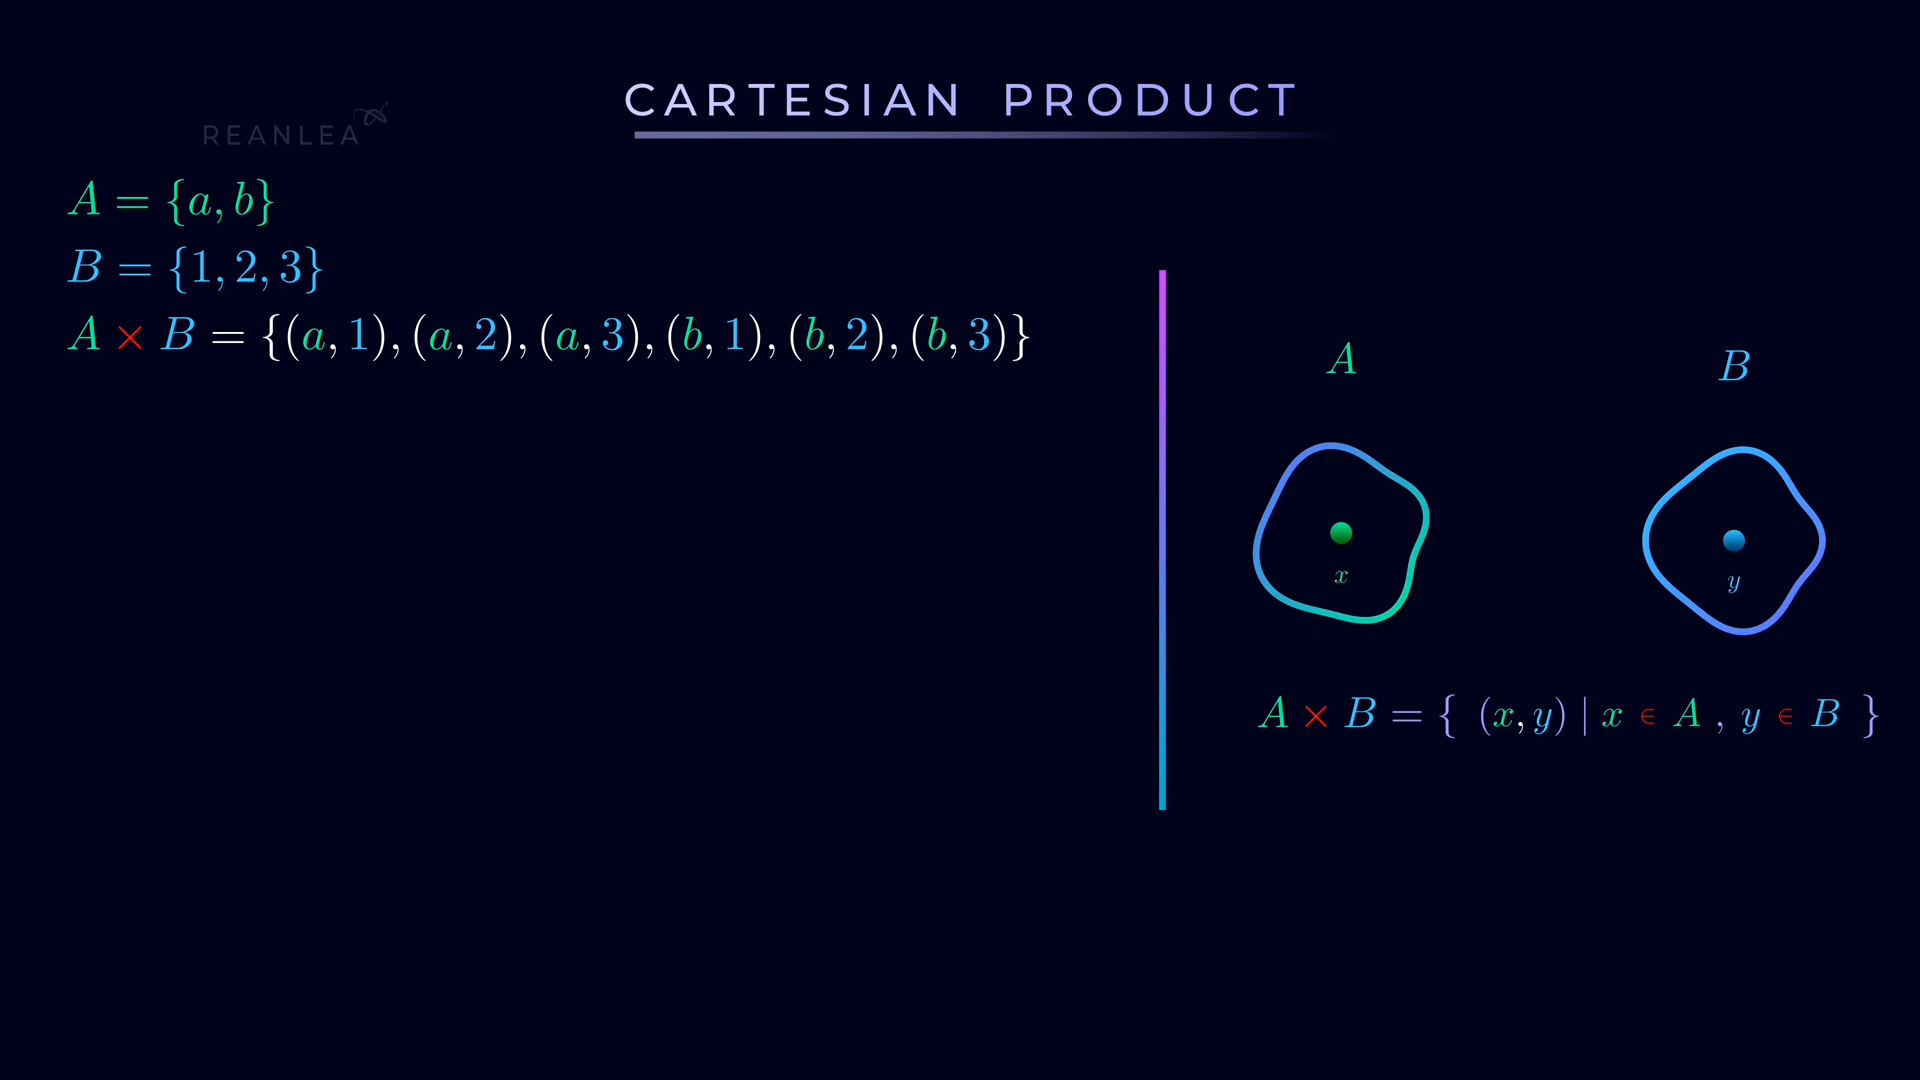 CARTESIAN PRODUCT
REANLEA
A = {a, b}
B = {1, 2, 3}
A × B = {(a, 1), (a, 2), (a, 3), (b, 1), (b, 2), (b, 3)}
A
B
x
y
A × B = { (x, y) | x ∈ A , y ∈ B }